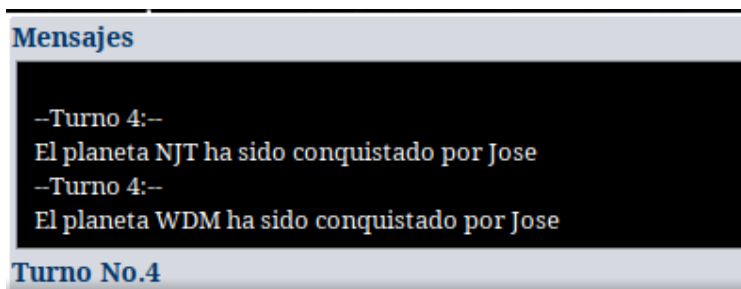 Mensajes
--Turno 4:--
El planeta NJT ha sido conquistado por Jose
--Turno 4:--
El planeta WDM ha sido conquistado por Jose
Turno No.4